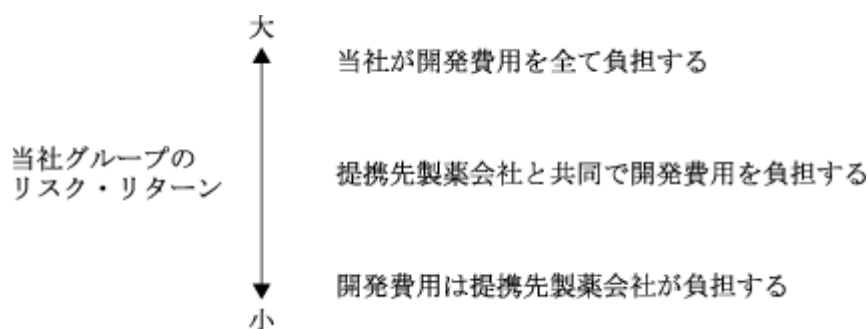 大
当社が開発費用を全て負担する
当社グループの
リスク・リターン
提携先製薬会社と共同で開発費用を負担する
開発費用は提携先製薬会社が負担する
小